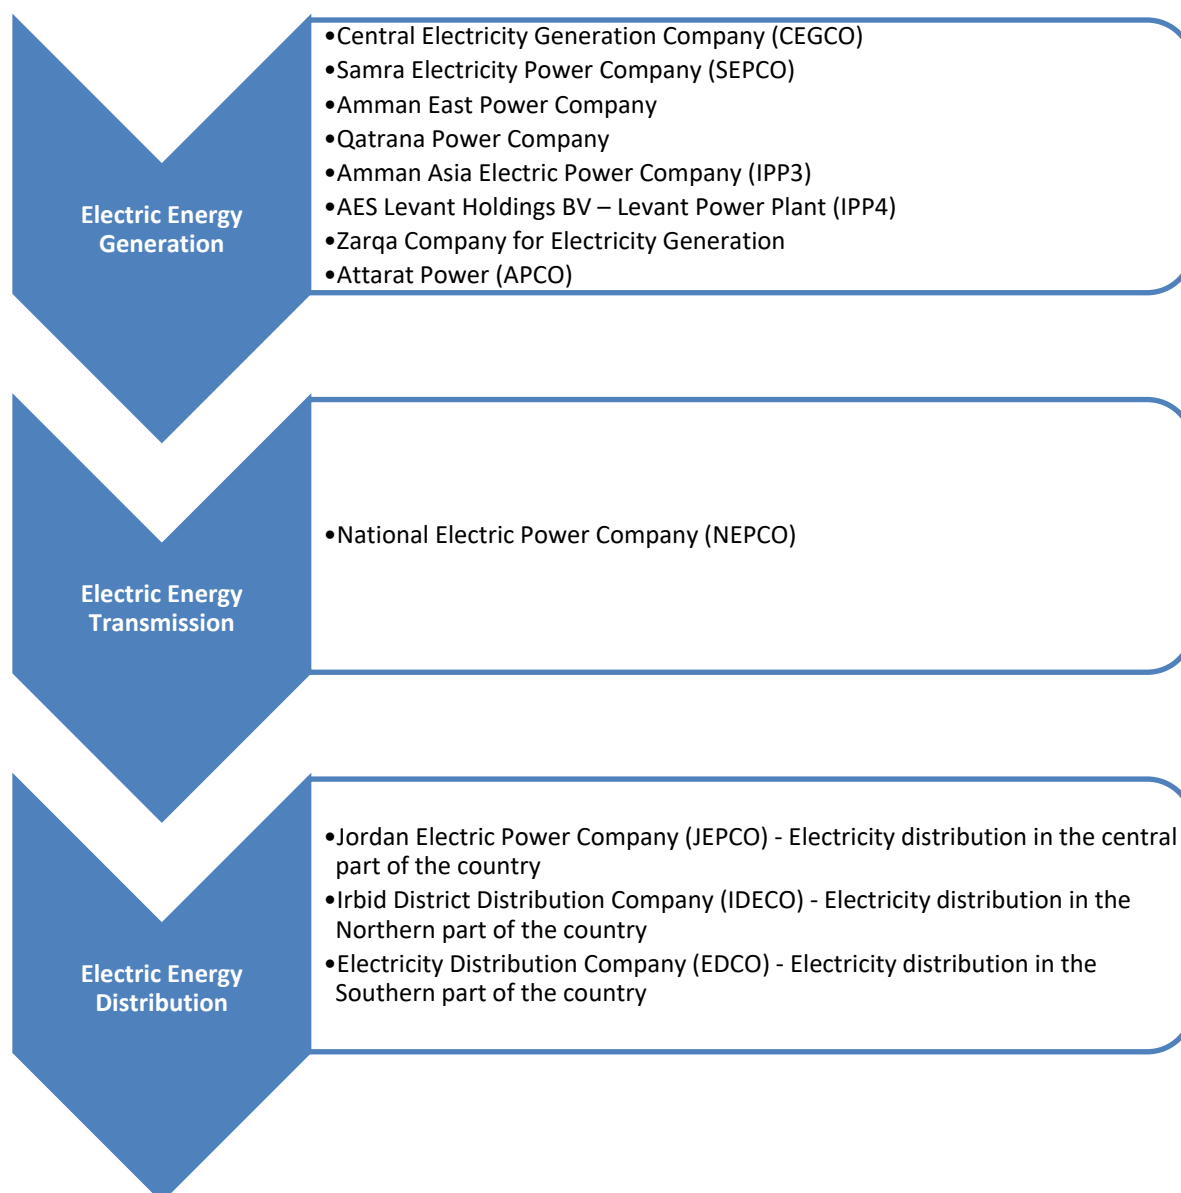 •Central Electricity Generation Company (CEGCO)
•Samra Electricity Power Company (SEPCO)
•Amman East Power Company
•Qatrana Power Company
•Amman Asia Electric Power Company (IPP3)
•AES Levant Holdings BV – Levant Power Plant (IPP4)
•Zarqa Company for Electricity Generation
•Attarat Power (APCO)
Electric Energy
Generation
•National Electric Power Company (NEPCO)
Electric Energy
Transmission
•Jordan Electric Power Company (JEPCO) - Electricity distribution in the central
part of the country
•Irbid District Distribution Company (IDECO) - Electricity distribution in the
Northern part of the country
•Electricity Distribution Company (EDCO) - Electricity distribution in the
Southern part of the country
Electric Energy
Distribution